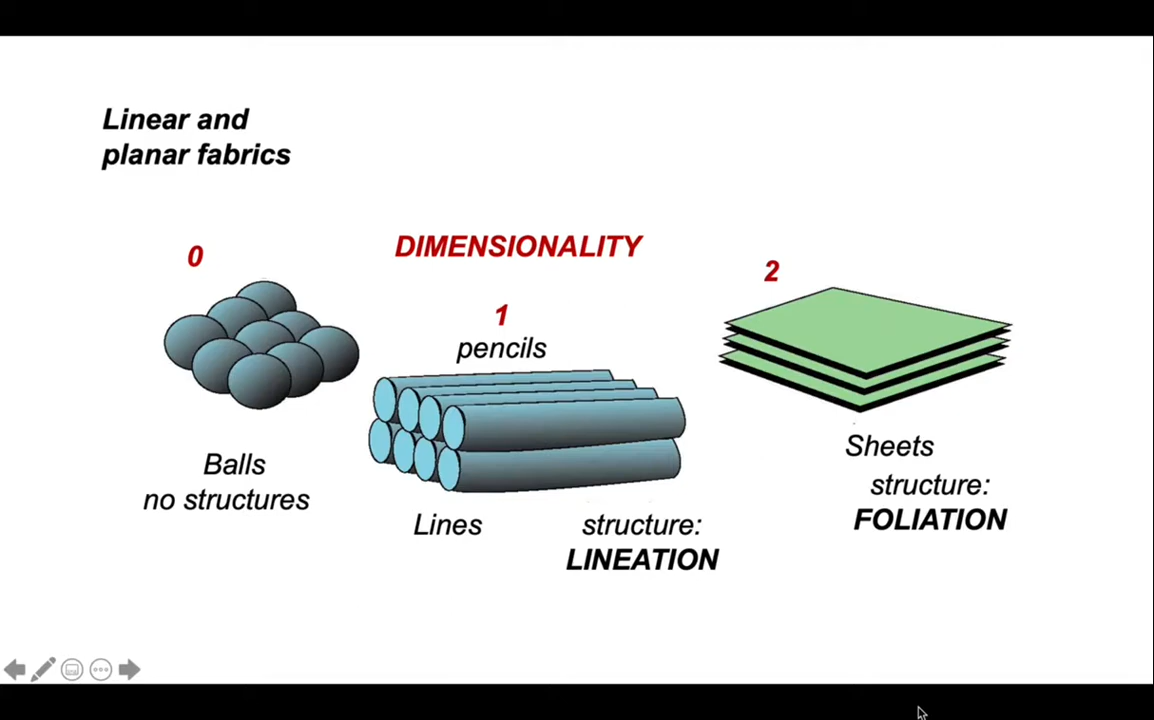 Linear and
planar fabrics
DIMENSIONALITY
0
Balls
no structures
1
pencils
Lines
structure:
LINEATION
2
Sheets
structure:
FOLIATION